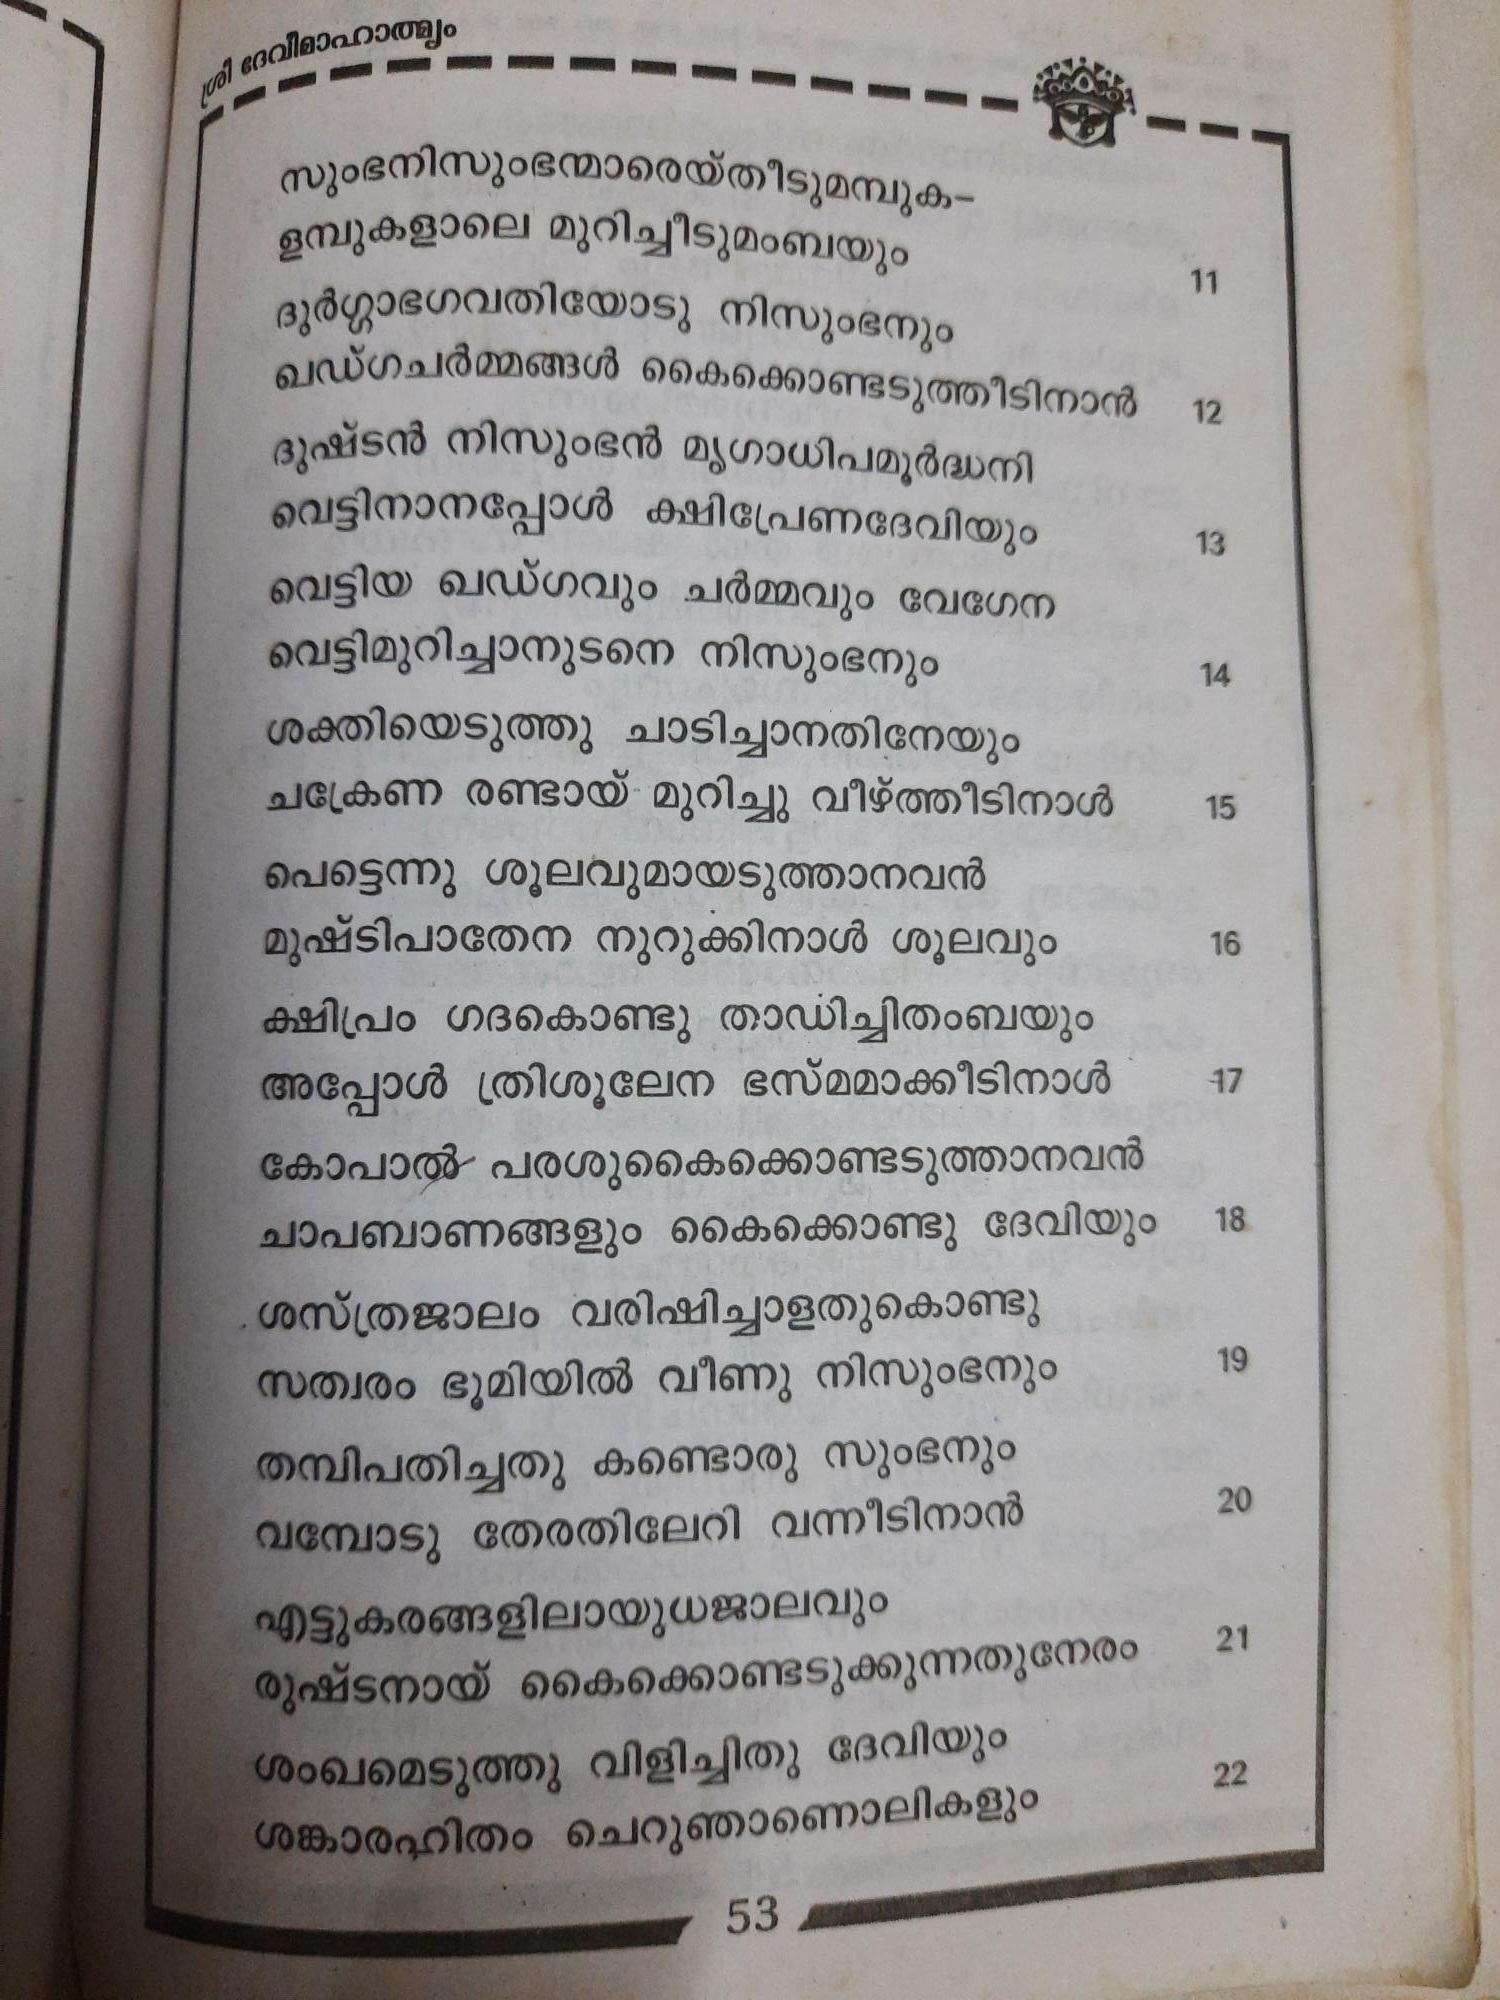 ശ്രീ ദേവീമാഹാത്മ്യം
സുംഭനിസുംഭന്മാരെയ്തീടുമമ്പുക–
ളമ്പുകളാലെ മുറിച്ചീടുമംബയും 11
ദുർഗ്ഗാഭഗവതിയോടു നിസുംഭനും
ഖഡ്ഗചർമ്മങ്ങൾ കൈക്കൊണ്ടടുത്തീടിനാൻ 12
ദുഷ്ടൻ നിസുംഭൻ മൃഗാധിപമൂർദ്ധനി
വെട്ടിനാനപ്പോൾ ക്ഷിപ്രേണദേവിയും 13
വെട്ടിയ ഖഡ്ഗവും ചർമ്മവും വേഗേന
വെട്ടിമുറിച്ചാനുടനെ നിസുംഭനും 14
ശക്തിയെടുത്തു ചാടിച്ചാനതിനേയും
ചക്രേണ രണ്ടായ് മുറിച്ചു വീഴ്ത്തീടിനാൾ 15
പെട്ടെന്നു ശൂലവുമായടുത്താനവൻ
മുഷ്ടിപാതേന നുറുക്കിനാൾ ശൂലവും 16
ക്ഷിപ്രം ഗദകൊണ്ടു താഡിച്ചിതംബയും
അപ്പോൾ ത്രിശൂലേന ഭസ്മമാക്കീടിനാൾ 17
കോപാൽ പരശുകൈക്കൊണ്ടടുത്താനവൻ
ചാപബാണങ്ങളും കൈക്കൊണ്ടു ദേവിയും 18
ശസ്ത്രജാലം വരിഷിച്ചാളതുകൊണ്ടു
സത്വരം ഭൂമിയിൽ വീണു നിസുംഭനും 19
തമ്പിപതിച്ചതു കണ്ടൊരു സുംഭനും
വമ്പോടു തേരതിലേറി വന്നീടിനാൻ 20
എട്ടുകരങ്ങളിലായുധജാലവും
രുഷ്ടനായ് കൈക്കൊണ്ടടുക്കുന്നതുനേരം 21
ശംഖമെടുത്തു വിളിച്ചിതു ദേവിയും
ശങ്കാരഹിതം ചെറുഞാണൊലികളും 22
53